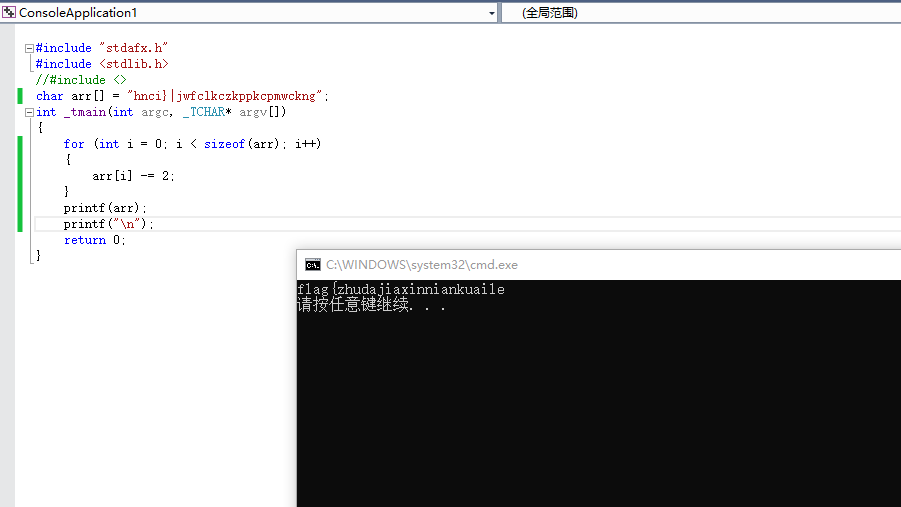 ConsoleApplication1 (全局范围)
#include "stdafx.h"
#include <stdlib.h>
//#include <>
char arr[] = "hnci}|jwfclkczkppkcpmwckng";
int _tmain(int argc, _TCHAR* argv[])
{
for (int i = 0; i < sizeof(arr); i++)
{
arr[i] -= 2;
}
printf(arr);
printf("\n");
return 0;
}
C:\WINDOWS\system32\cmd.exe
flag{zhudajiaxinniankuaile
请按任意键继续. . .